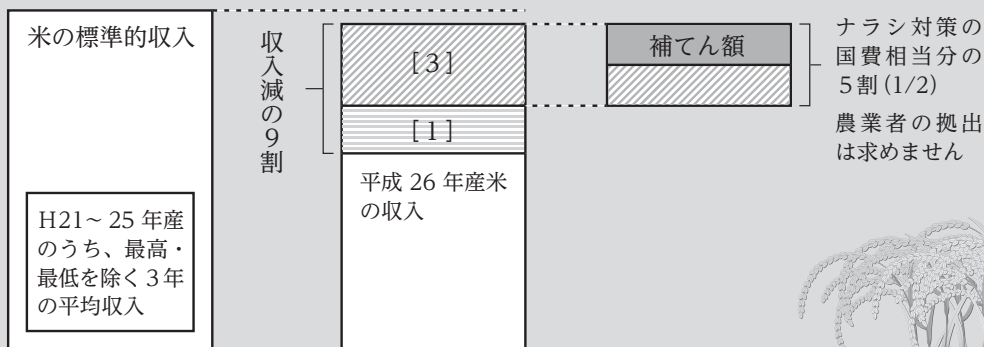 米の標準的収入
H21～25年産
のうち、最高・
最低を除く3年
の平均収入
収入減の9割
[3]
[1]
平成 26 年産米
の収入
補てん額
ナラシ対策の
国費相当分の
5割(1/2)
農業者の拠出
は求めません